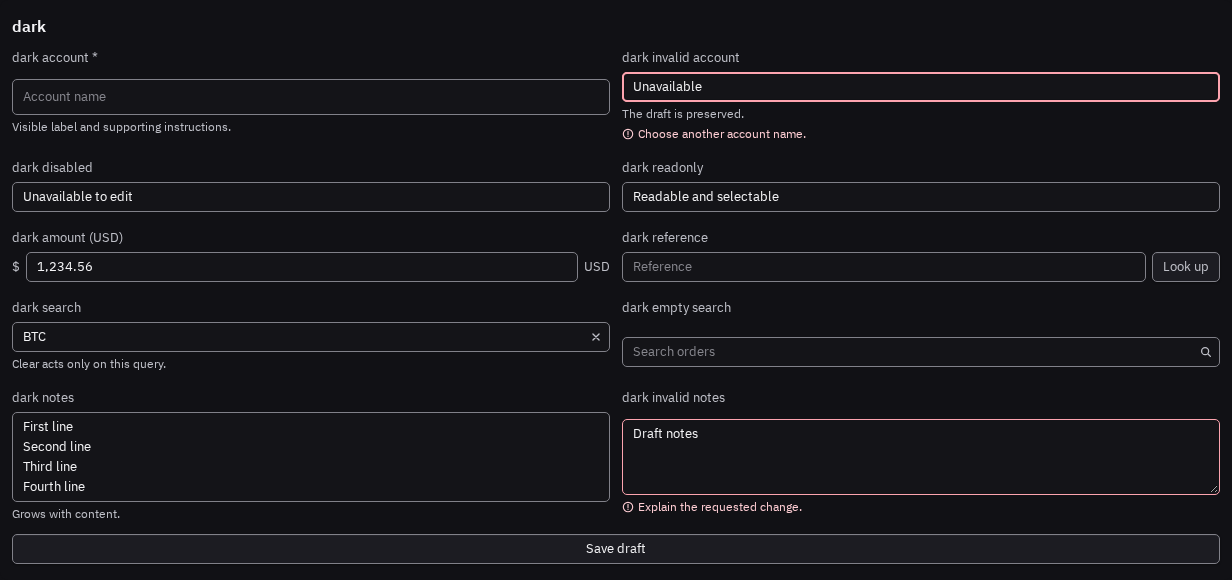 dark
dark account *
Account name
Visible label and supporting instructions.
dark invalid account
Unavailable
The draft is preserved.
Choose another account name.
dark disabled
Unavailable to edit
dark readonly
Readable and selectable
dark amount (USD)
$ 1,234.56 USD
dark reference
Reference Look up
dark search
BTC
Clear acts only on this query.
dark empty search
Search orders
dark notes
First line
Second line
Third line
Fourth line
Grows with content.
dark invalid notes
Draft notes
Explain the requested change.
Save draft